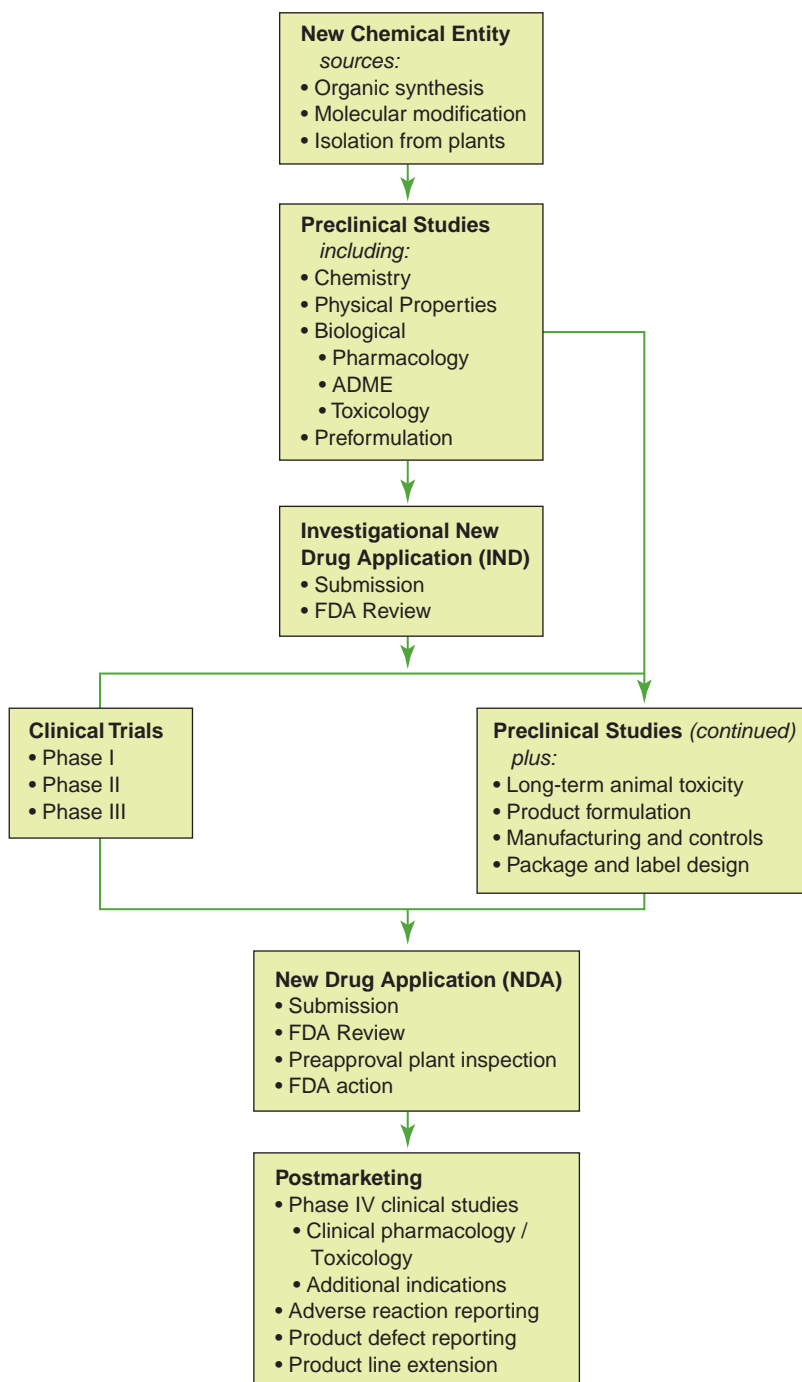 New Chemical Entity
sources:
• Organic synthesis
• Molecular modification
• Isolation from plants
Preclinical Studies
including:
• Chemistry
• Physical Properties
• Biological
• Pharmacology
• ADME
• Toxicology
• Preformulation
Investigational New
Drug Application (IND)
• Submission
• FDA Review
Clinical Trials
• Phase I
• Phase II
• Phase III
Preclinical Studies (continued)
plus:
• Long-term animal toxicity
• Product formulation
• Manufacturing and controls
• Package and label design
New Drug Application (NDA)
• Submission
• FDA Review
• Preapproval plant inspection
• FDA action
Postmarketing
• Phase IV clinical studies
• Clinical pharmacology /
Toxicology
• Additional indications
• Adverse reaction reporting
• Product defect reporting
• Product line extension